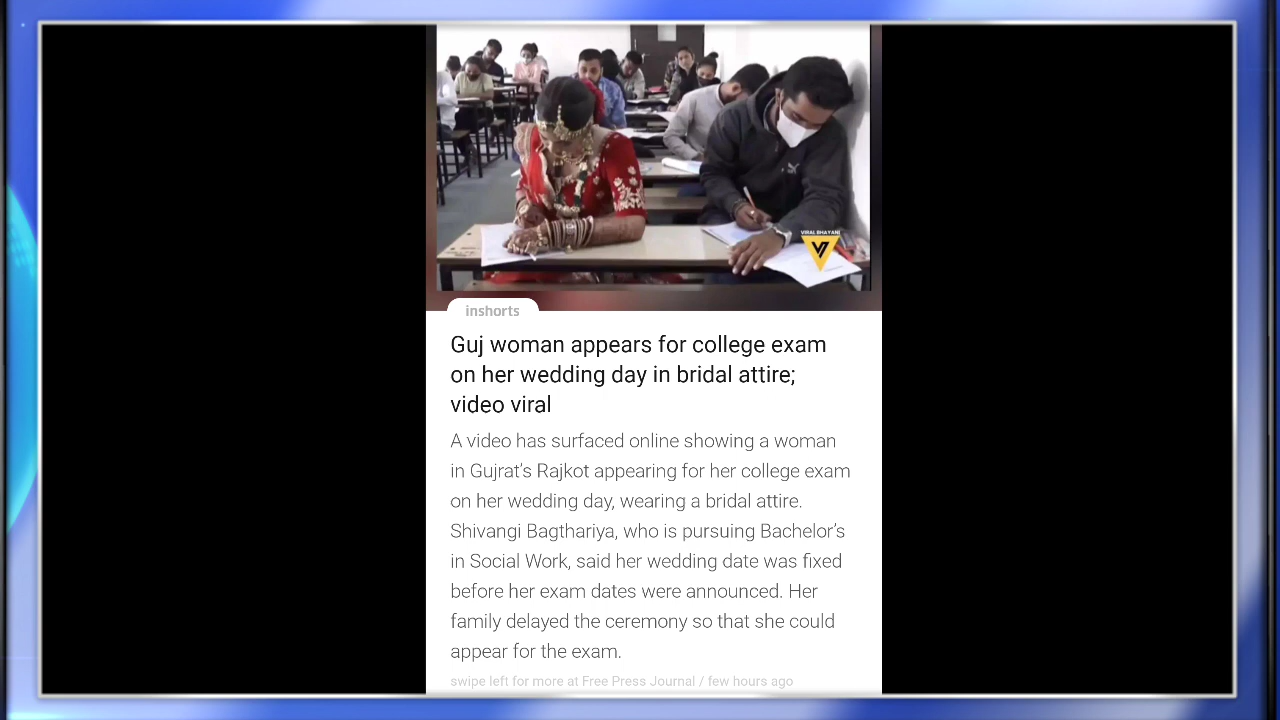 VIRAL BHAYANI
inshorts
Guj woman appears for college exam
on her wedding day in bridal attire;
video viral
A video has surfaced online showing a woman
in Gujrat's Rajkot appearing for her college exam
on her wedding day, wearing a bridal attire.
Shivangi Bagthariya, who is pursuing Bachelor's
in Social Work, said her wedding date was fixed
before her exam dates were announced. Her
family delayed the ceremony so that she could
appear for the exam.
swipe left for more at Free Press Journal / few hours ago